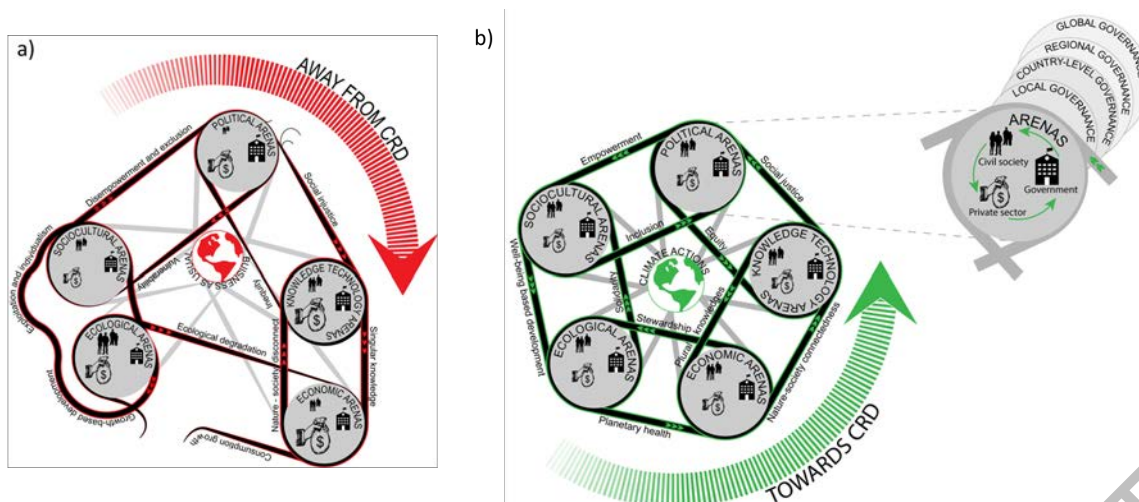 a)
AWAY FROM CRD
POLITICAL ARENAS
Disempowerment and exclusion
Social injustice
SOCIOCULTURAL ARENAS
Exploitation and individualism
Vulnerability
BUISNESS AS USUAL
Inequity
KNOWLEDGE TECHNOLOGY ARENAS
ECOLOGICAL ARENAS
Ecological degradation
Nature - society disconnect
Singular knowledge
Growth-based development
ECONOMIC ARENAS
Consumption growth
b)
POLITICAL ARENAS
Empowerment
Social justice
SOCIOCULTURAL ARENAS
Inclusion
Equity
KNOWLEDGE TECHNOLOGY ARENAS
CLIMATE ACTIONS
Well-being based development
Solidarity
Stewardship
Plural knowledges
ECOLOGICAL ARENAS
ECONOMIC ARENAS
Nature-society connectedness
Planetary health
TOWARDS CRD
GLOBAL GOVERNANCE
REGIONAL GOVERNANCE
COUNTRY-LEVEL GOVERNANCE
LOCAL GOVERNANCE
ARENAS
Civil society
Government
Private sector